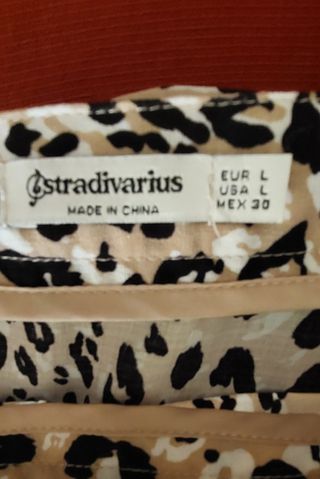 stradivarius
MADE IN CHINA
EUR L
USA L
MEX 30